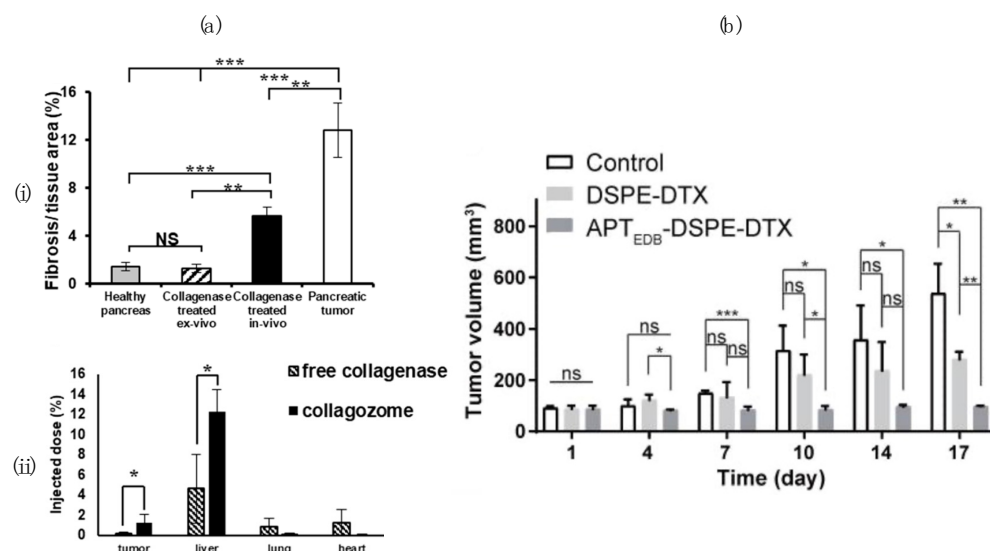 (a)
(i)
Fibrosis/tissue area (%)
16
12
8
4
0
***
***
**
***
**
NS
Healthy pancreas
Collagenase treated ex-vivo
Collagenase treated in-vivo
Pancreatic tumor
(ii)
Injected dose (%)
16
14
12
10
8
6
4
2
0
*
*
free collagenase
collagozome
tumor
liver
lung
heart
(b)
Control
DSPE-DTX
APT_EDB-DSPE-DTX
Tumor volume (mm³)
800
600
400
200
0
ns
ns
*
***
ns
ns
*
ns
*
*
ns
ns
**
*
**
1
4
7
10
14
17
Time (day)